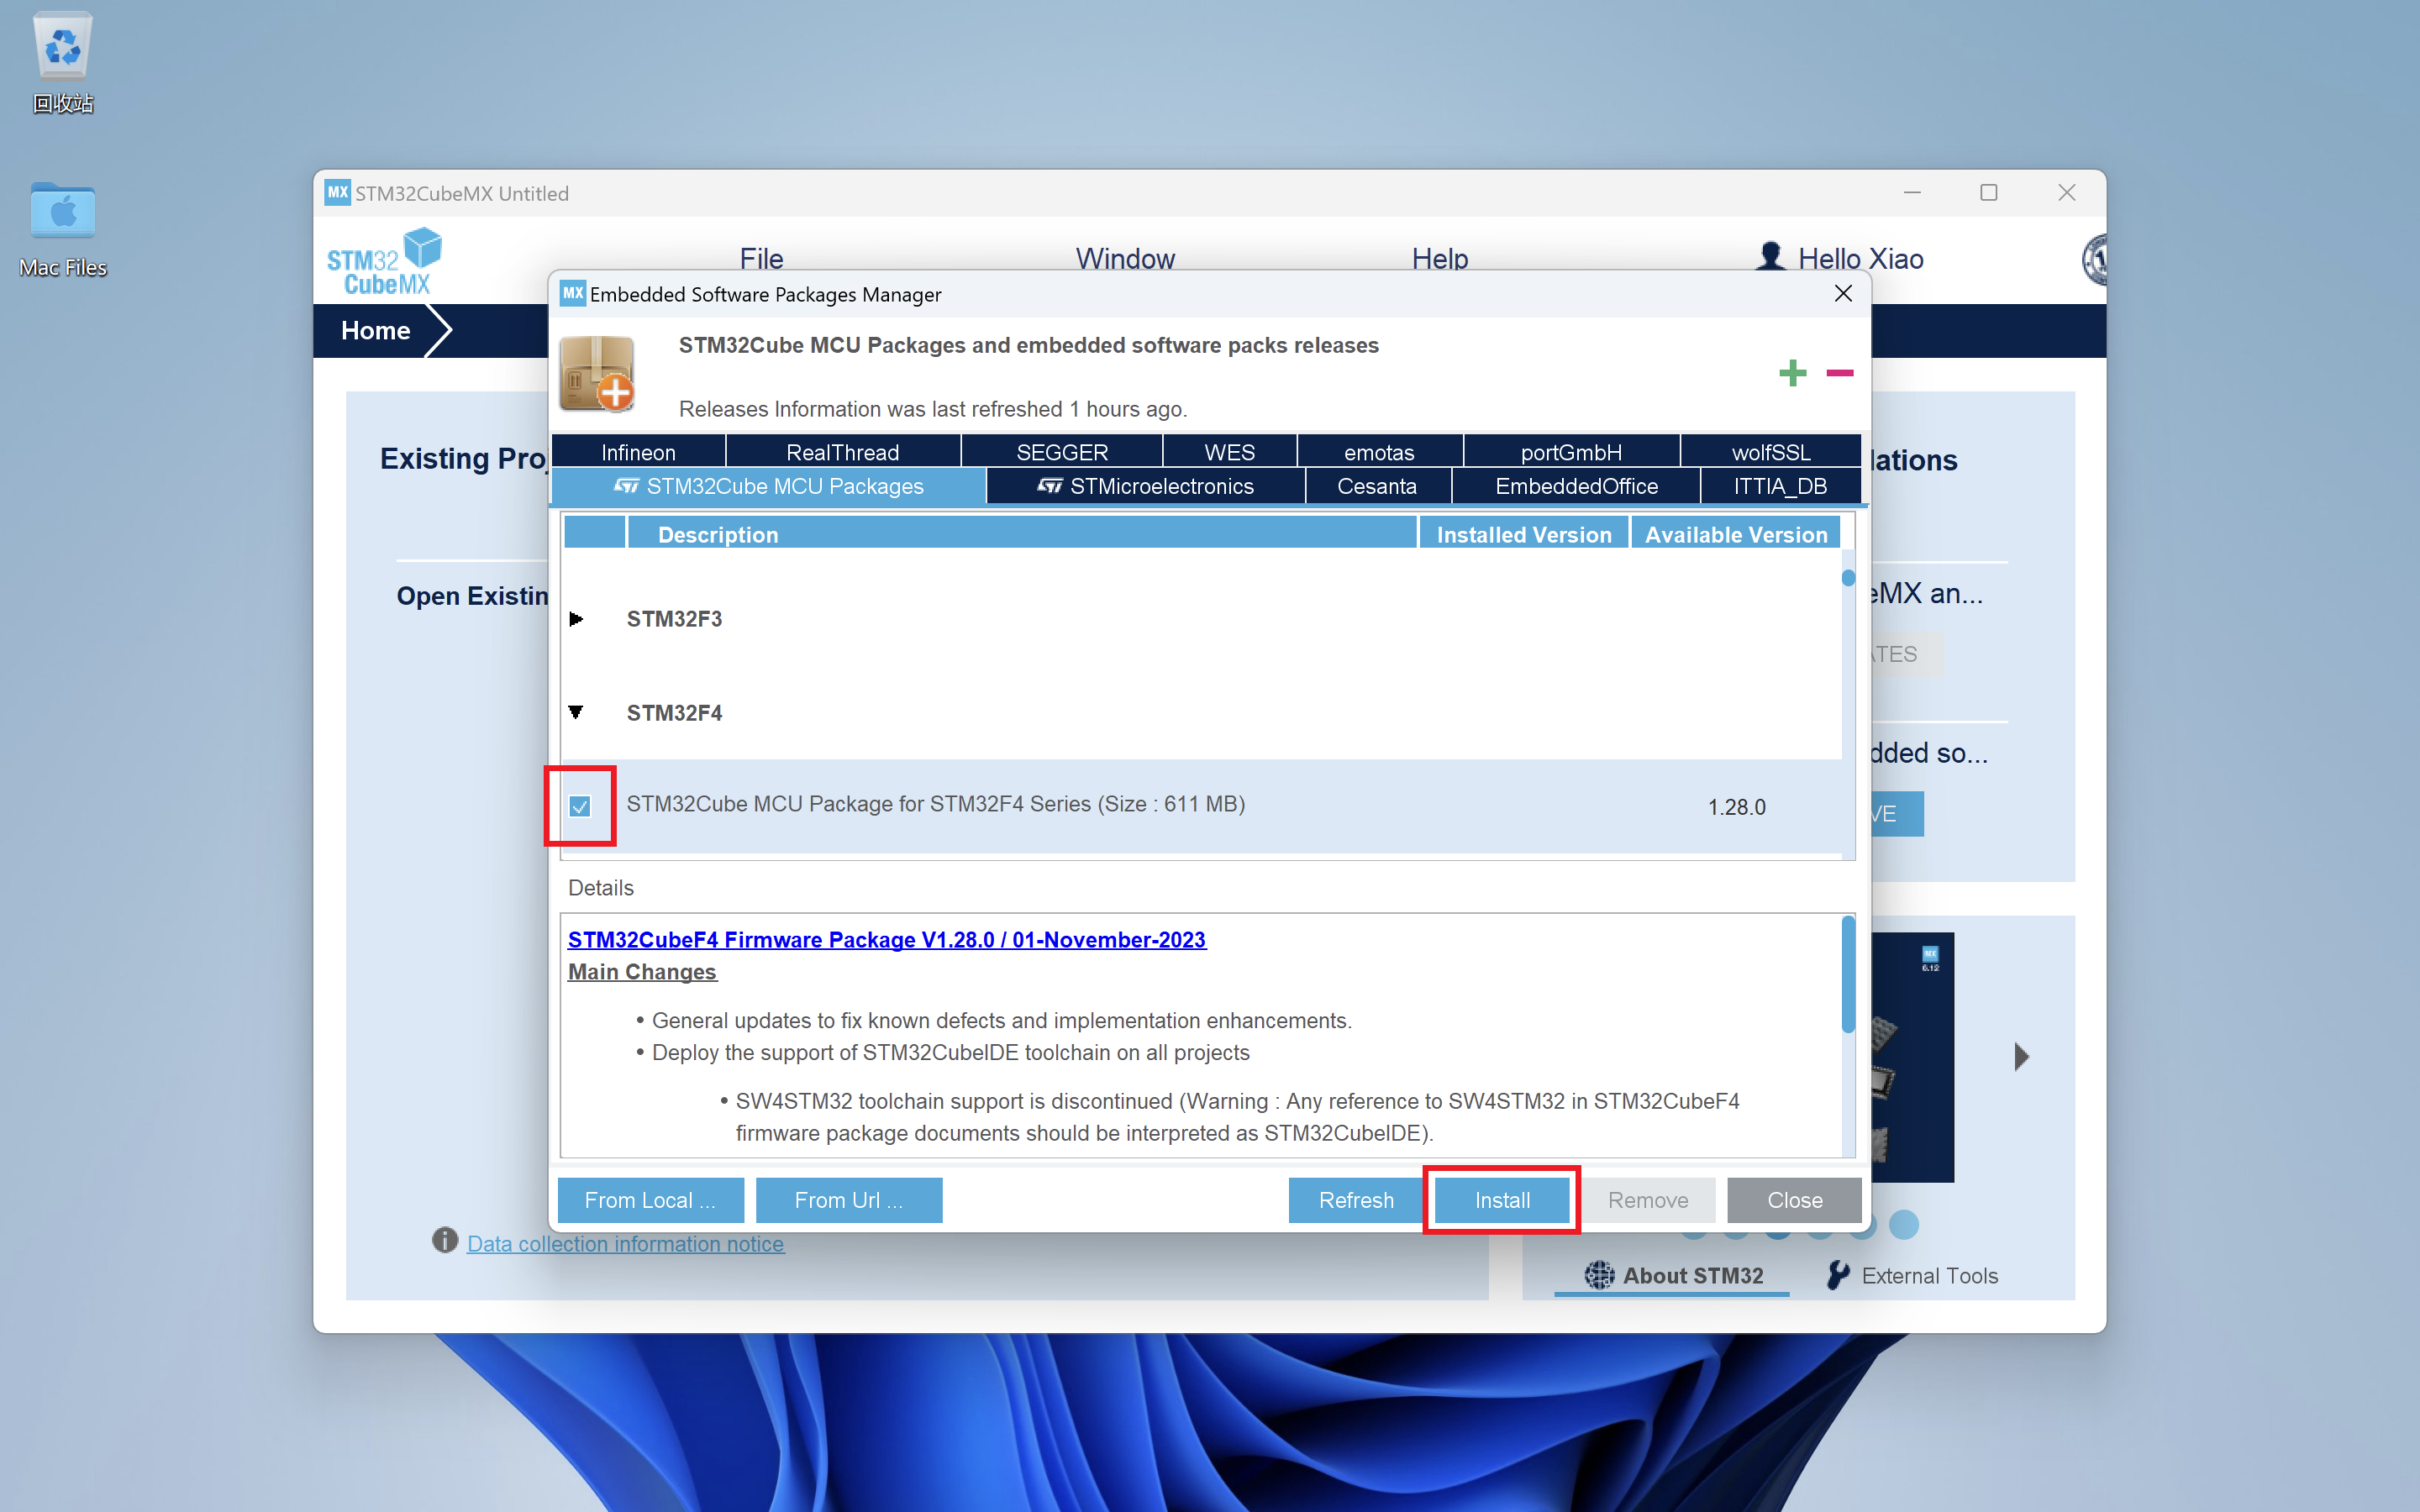 回收站
Mac Files
MX STM32CubeMX Untitled
STM32
CubeMX
File
Window
Help
Hello Xiao
Home
MX Embedded Software Packages Manager
STM32Cube MCU Packages and embedded software packs releases
Releases Information was last refreshed 1 hours ago.
Infineon
RealThread
SEGGER
WES
emotas
portGmbH
wolfSSL
STM32Cube MCU Packages
STMicroelectronics
Cesanta
EmbeddedOffice
ITTIA_DB
Description
Installed Version
Available Version
STM32F3
STM32F4
STM32Cube MCU Package for STM32F4 Series (Size : 611 MB)
1.28.0
Details
STM32CubeF4 Firmware Package V1.28.0 / 01-November-2023
Main Changes
• General updates to fix known defects and implementation enhancements.
• Deploy the support of STM32CubeIDE toolchain on all projects
• SW4STM32 toolchain support is discontinued (Warning : Any reference to SW4STM32 in STM32CubeF4
firmware package documents should be interpreted as STM32CubeIDE).
From Local ...
From Url ...
Refresh
Install
Remove
Close
Existing Pro
Open Existin
Data collection information notice
lations
eMX an...
ATES
dded so...
VE
MX
6.12
About STM32
External Tools